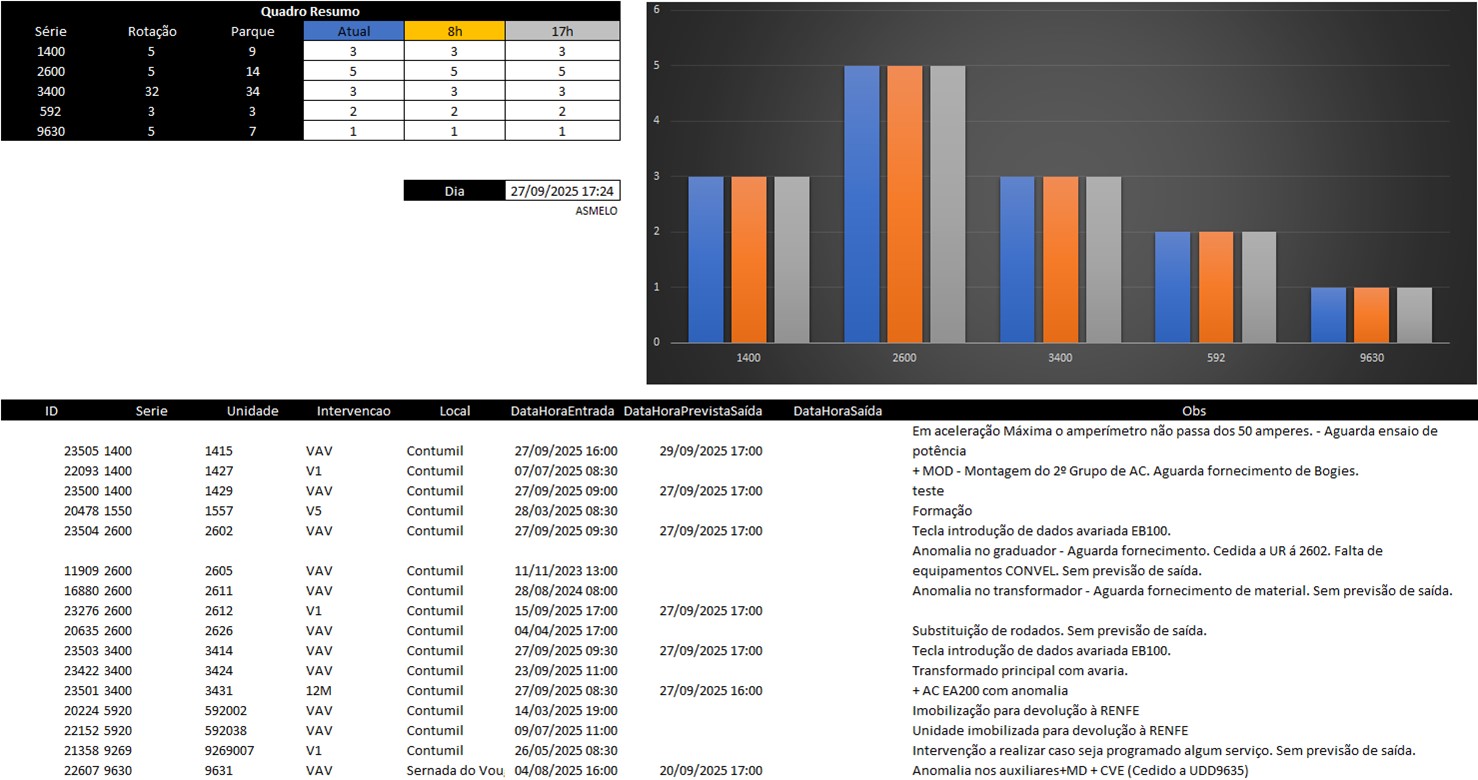 Quadro Resumo
Série Rotação Parque Atual 8h 17h
1400 5 9 3 3 3
2600 5 14 5 5 5
3400 32 34 3 3 3
592 3 3 2 2 2
9630 5 7 1 1 1
Dia 27/09/2025 17:24
ASMELO
6
5
4
3
2
1
0
1400 2600 3400 592 9630
ID Serie Unidade Intervencao Local DataHoraEntrada DataHoraPrevistaSaída DataHoraSaída Obs
Em aceleração Máxima o amperímetro não passa dos 50 amperes. - Aguarda ensaio de
23505 1400 1415 VAV Contumil 27/09/2025 16:00 29/09/2025 17:00 potência
22093 1400 1427 V1 Contumil 07/07/2025 08:30 + MOD - Montagem do 2º Grupo de AC. Aguarda fornecimento de Bogies.
23500 1400 1429 VAV Contumil 27/09/2025 09:00 27/09/2025 17:00 teste
20478 1550 1557 V5 Contumil 28/03/2025 08:30 Formação
23504 2600 2602 VAV Contumil 27/09/2025 09:30 27/09/2025 17:00 Tecla introdução de dados avariada EB100.
Anomalia no graduador - Aguarda fornecimento. Cedida a UR á 2602. Falta de
11909 2600 2605 VAV Contumil 11/11/2023 13:00 equipamentos CONVEL. Sem previsão de saída.
16880 2600 2611 VAV Contumil 28/08/2024 08:00 Anomalia no transformador - Aguarda fornecimento de material. Sem previsão de saída.
23276 2600 2612 V1 Contumil 15/09/2025 17:00 27/09/2025 17:00
20635 2600 2626 VAV Contumil 04/04/2025 17:00 Substituição de rodados. Sem previsão de saída.
23503 3400 3414 VAV Contumil 27/09/2025 09:30 27/09/2025 17:00 Tecla introdução de dados avariada EB100.
23422 3400 3424 VAV Contumil 23/09/2025 11:00 Transformado principal com avaria.
23501 3400 3431 12M Contumil 27/09/2025 08:30 27/09/2025 16:00 + AC EA200 com anomalia
20224 5920 592002 VAV Contumil 14/03/2025 19:00 Imobilização para devolução à RENFE
22152 5920 592038 VAV Contumil 09/07/2025 11:00 Unidade imobilizada para devolução à RENFE
21358 9269 9269007 V1 Contumil 26/05/2025 08:30 Intervenção a realizar caso seja programado algum serviço. Sem previsão de saída.
22607 9630 9631 VAV Sernada do Vou 04/08/2025 16:00 20/09/2025 17:00 Anomalia nos auxiliares+MD + CVE (Cedido a UDD9635)